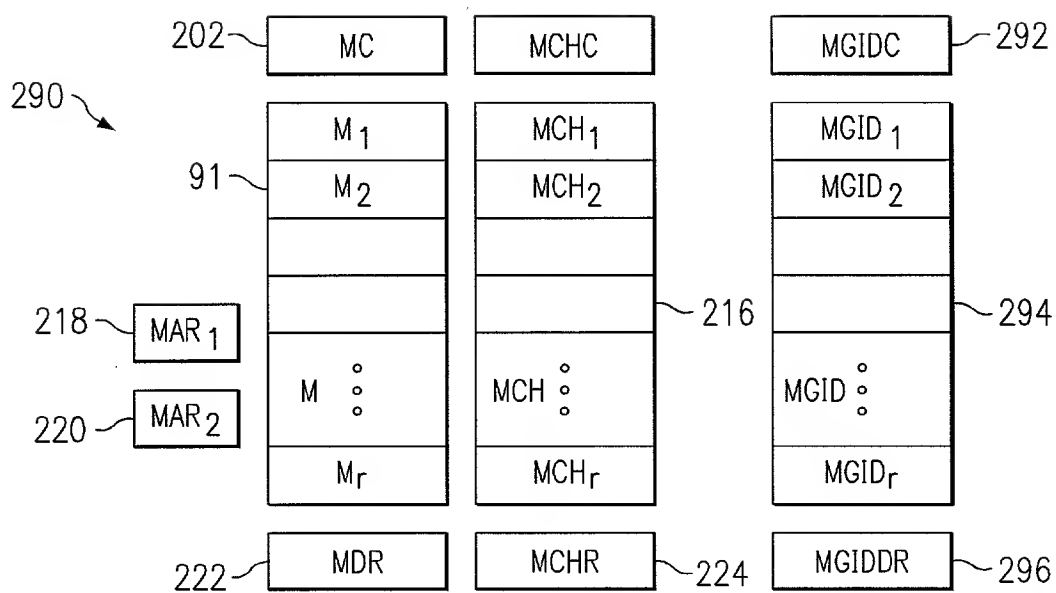 202 MC MCHC MGIDC 292
290
M1 MCH1 MGID1
91 M2 MCH2 MGID2
218 MAR1 216 294
M MCH MGID
220 MAR2
Mr MCHr MGIDr
222 MDR MCHR 224 MGIDDR 296